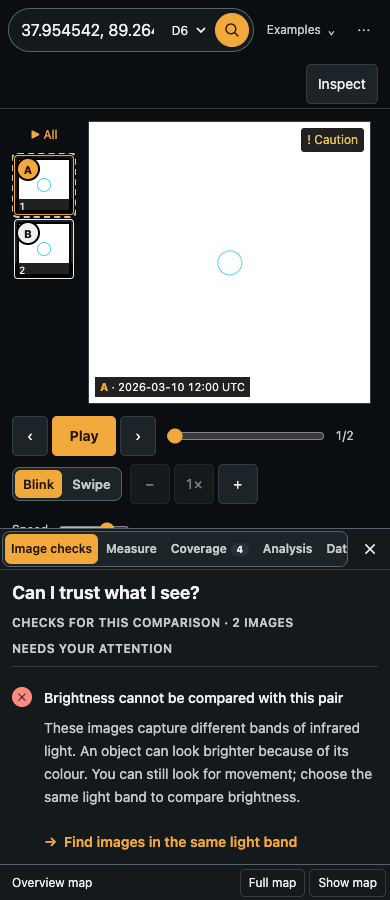 37.954542, 89.264 D6 Examples ...
Inspect
All
! Caution
A
1
B
2
A · 2026-03-10 12:00 UTC
‹ Play › 1/2
Blink Swipe − 1× +
Speed
Image checks Measure Coverage 4 Analysis Dat ×
Can I trust what I see?
CHECKS FOR THIS COMPARISON · 2 IMAGES
NEEDS YOUR ATTENTION
Brightness cannot be compared with this pair
These images capture different bands of infrared
light. An object can look brighter because of its
colour. You can still look for movement; choose the
same light band to compare brightness.
→ Find images in the same light band
Overview map Full map Show map